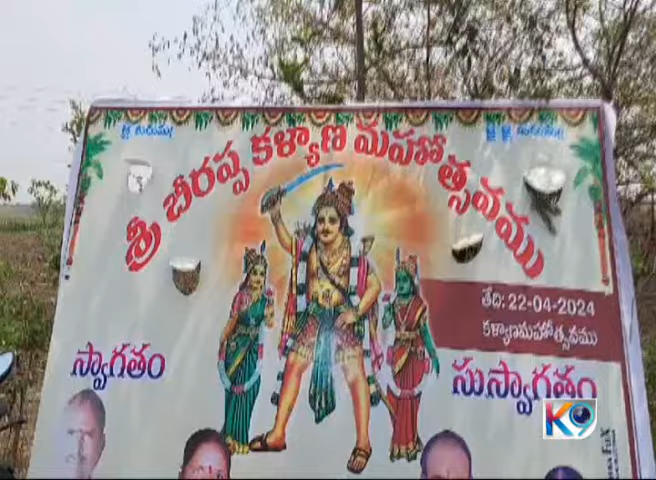 శ్రీ బీరప్ప కళ్యాణ మహోత్సవము
తేది: 22-04-2024
కళ్యాణమహోత్సవము
స్వాగతం
సుస్వాగతం
K9